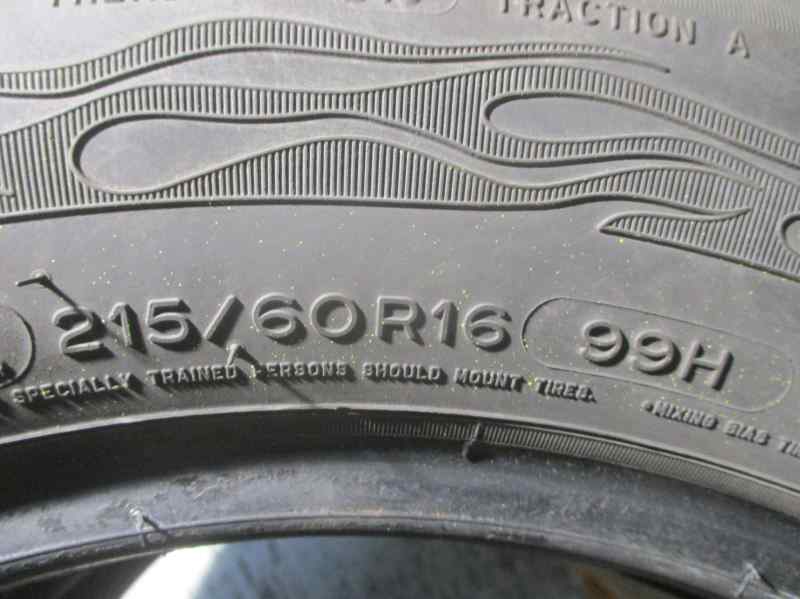 TRACTION A
215/60R16 99H
SPECIALLY TRAINED PERSONS SHOULD MOUNT TIRES. •MIXING BIAS